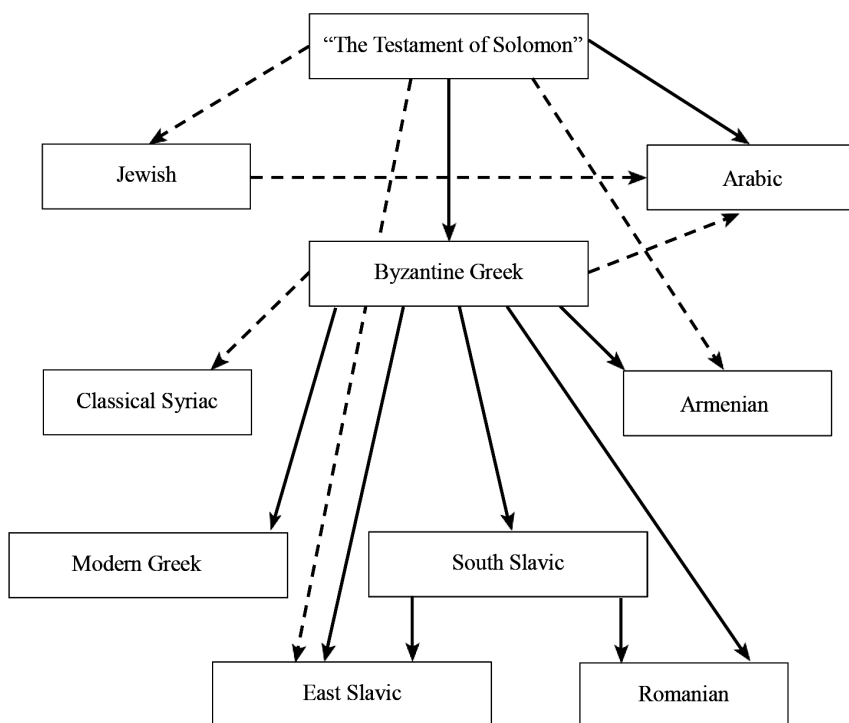 “The Testament of Solomon”
Jewish
Arabic
Byzantine Greek
Classical Syriac
Armenian
Modern Greek
South Slavic
East Slavic
Romanian